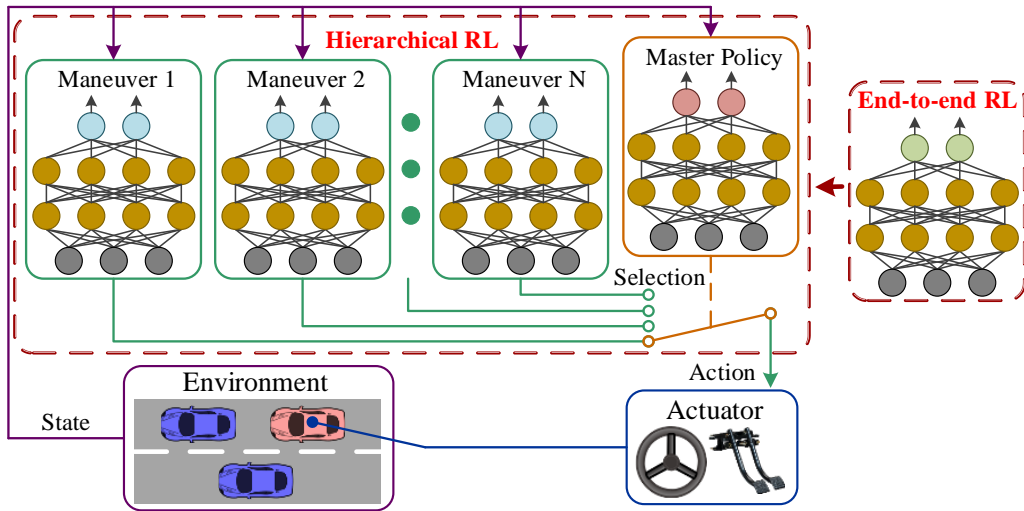 Hierarchical RL
Maneuver 1
Maneuver 2
Maneuver N
Master Policy
End-to-end RL
Selection
Action
Environment
State
Actuator